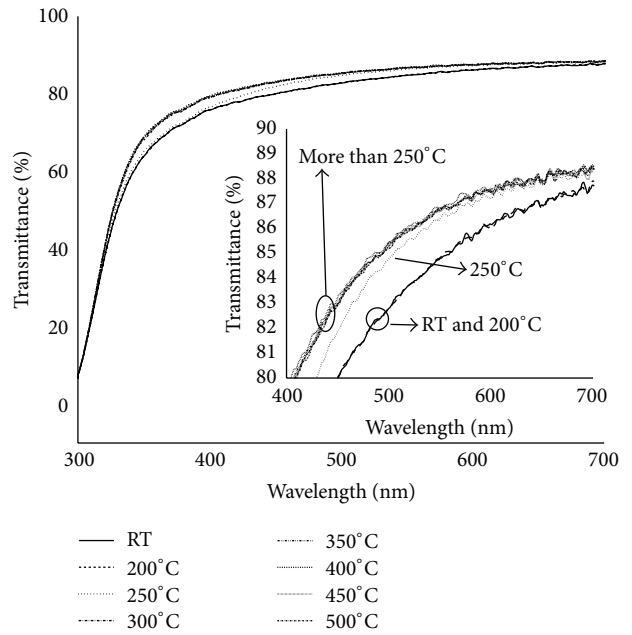 100
80
60
40
20
0
Transmittance (%)
300
400
500
600
700
Wavelength (nm)
90
89
88
87
86
85
84
83
82
81
80
Transmittance (%)
400
500
600
700
Wavelength (nm)
More than 250°C
250°C
RT and 200°C
RT
200°C
250°C
300°C
350°C
400°C
450°C
500°C